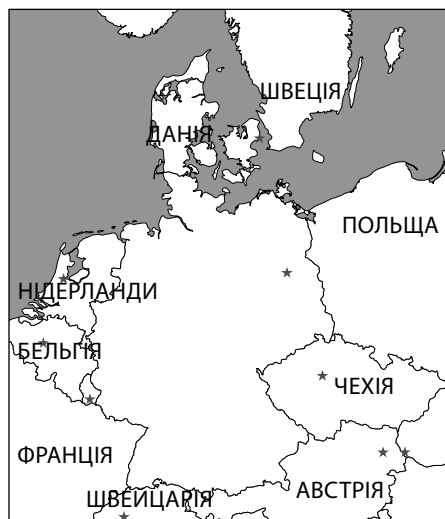 ШВЕЦІЯ
ДАНІЯ
ПОЛЬЩА
НІДЕРЛАНДИ
БЕЛЬГІЯ
ЧЕХІЯ
ФРАНЦІЯ
АВСТРІЯ
ШВЕЙЦАРІЯ